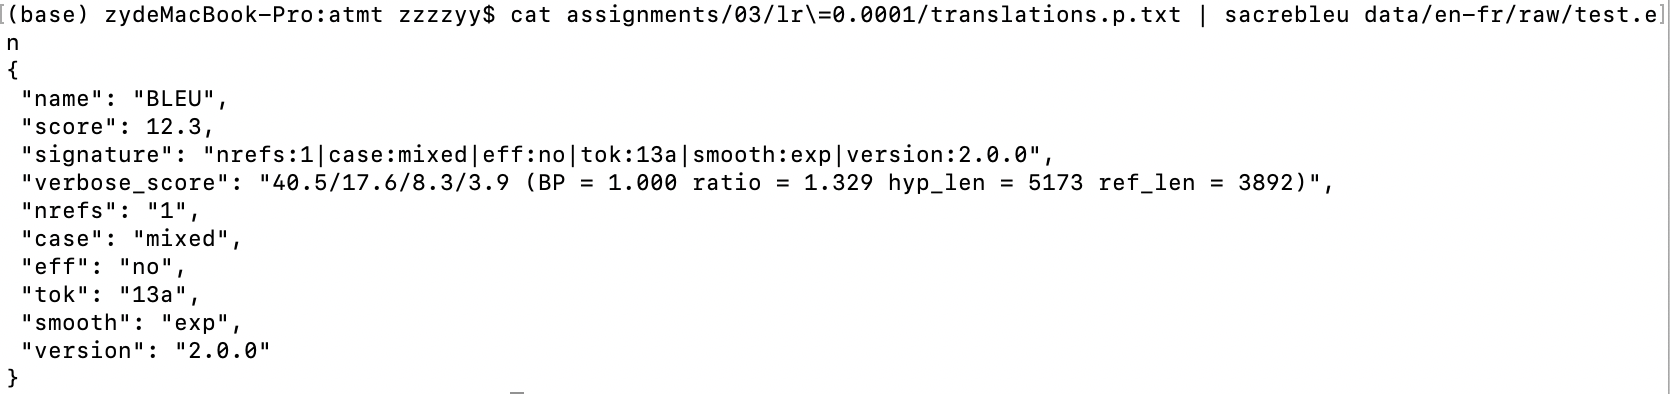 (base) zydeMacBook-Pro:atmt zzzzyy$ cat assignments/03/lr\=0.0001/translations.p.txt | sacrebleu data/en-fr/raw/test.e
n
{
 "name": "BLEU",
 "score": 12.3,
 "signature": "nrefs:1|case:mixed|eff:no|tok:13a|smooth:exp|version:2.0.0",
 "verbose_score": "40.5/17.6/8.3/3.9 (BP = 1.000 ratio = 1.329 hyp_len = 5173 ref_len = 3892)",
 "nrefs": "1",
 "case": "mixed",
 "eff": "no",
 "tok": "13a",
 "smooth": "exp",
 "version": "2.0.0"
}